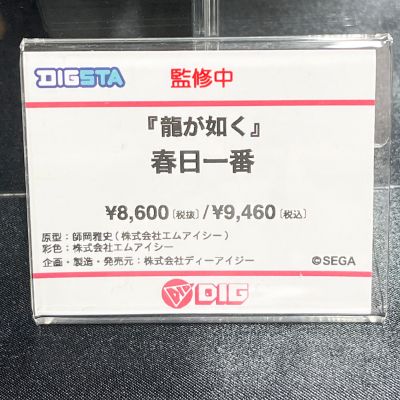 DIGSTA 監修中
『龍が如く』
春日一番
¥8,600［税抜］/¥9,460［税込］
原型：師岡雅史（株式会社エムアイシー）
彩色：株式会社エムアイシー
企画・製造・発売元：株式会社ディーアイジー
©SEGA
DIG